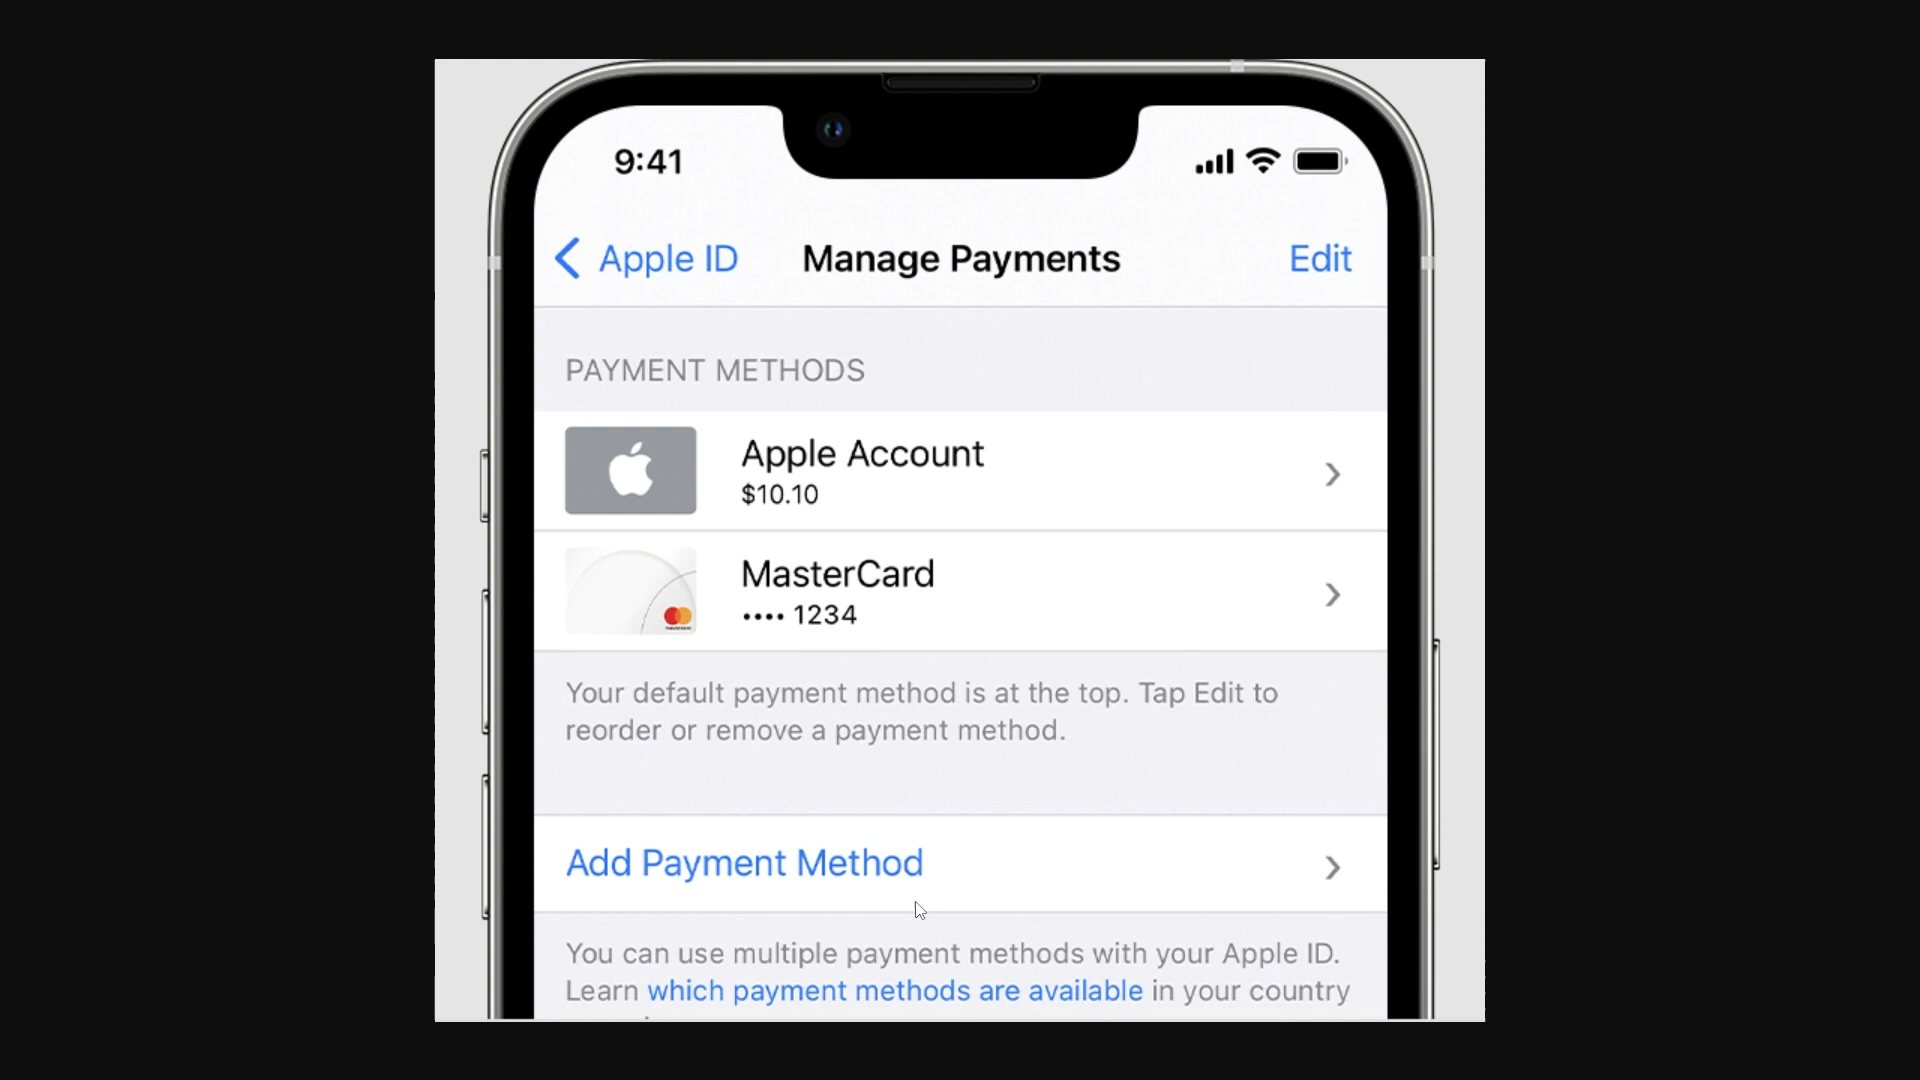 9:41
Apple ID
Manage Payments
Edit
PAYMENT METHODS
Apple Account
$10.10
MasterCard
•••• 1234
Your default payment method is at the top. Tap Edit to
reorder or remove a payment method.
Add Payment Method
You can use multiple payment methods with your Apple ID.
Learn which payment methods are available in your country